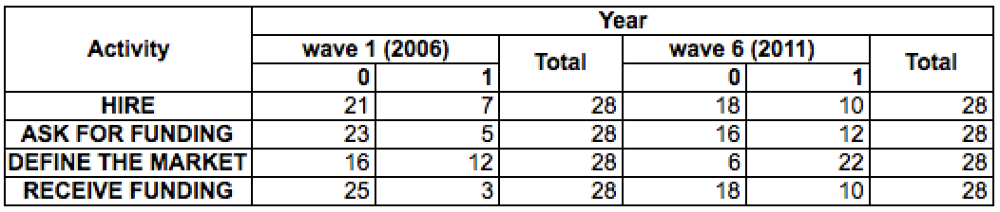 Activity Year
wave 1 (2006) Total wave 6 (2011) Total
0 1 0 1
HIRE 21 7 28 18 10 28
ASK FOR FUNDING 23 5 28 16 12 28
DEFINE THE MARKET 16 12 28 6 22 28
RECEIVE FUNDING 25 3 28 18 10 28